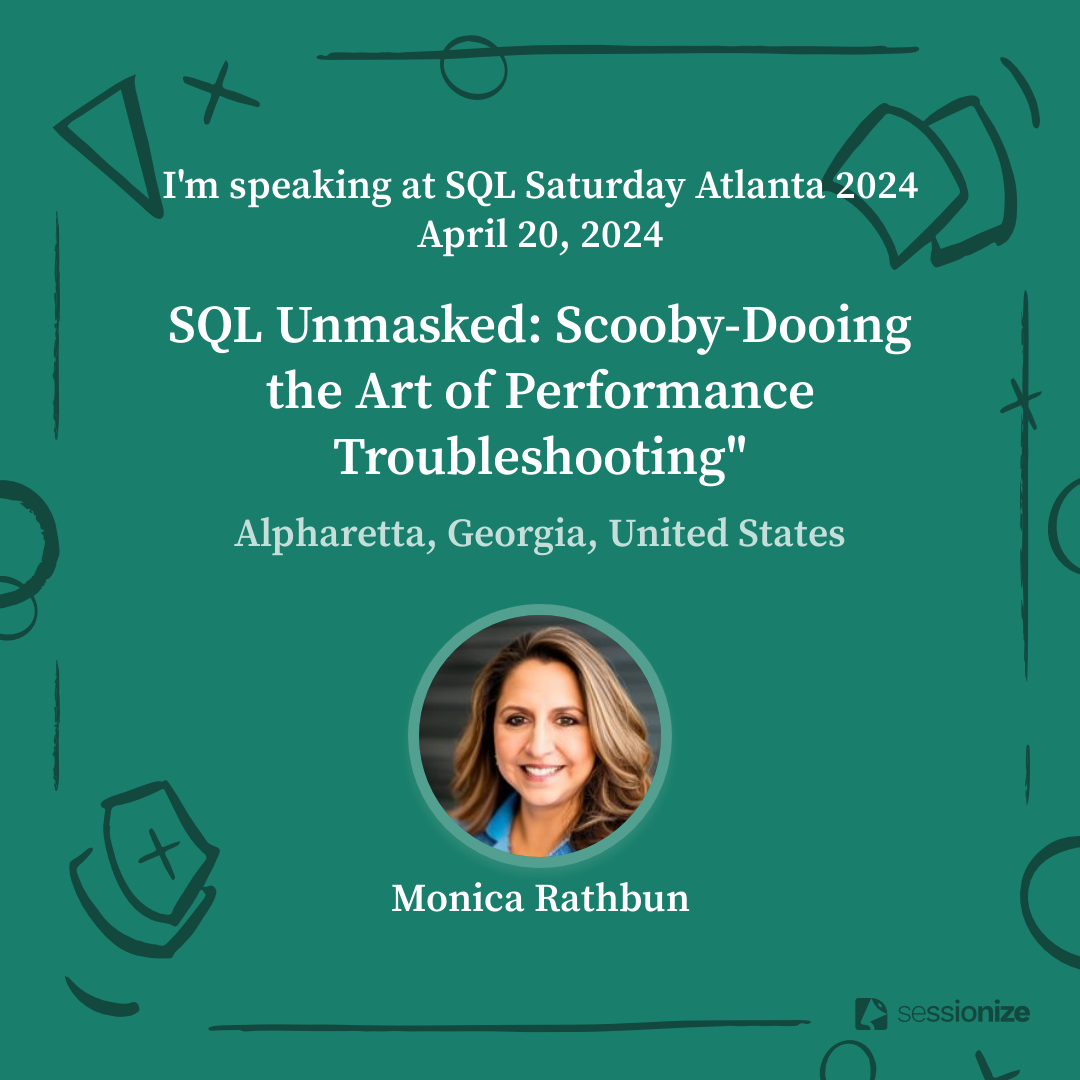 I'm speaking at SQL Saturday Atlanta 2024
April 20, 2024
SQL Unmasked: Scooby-Dooing
the Art of Performance
Troubleshooting"
Alpharetta, Georgia, United States
Monica Rathbun
sessionize